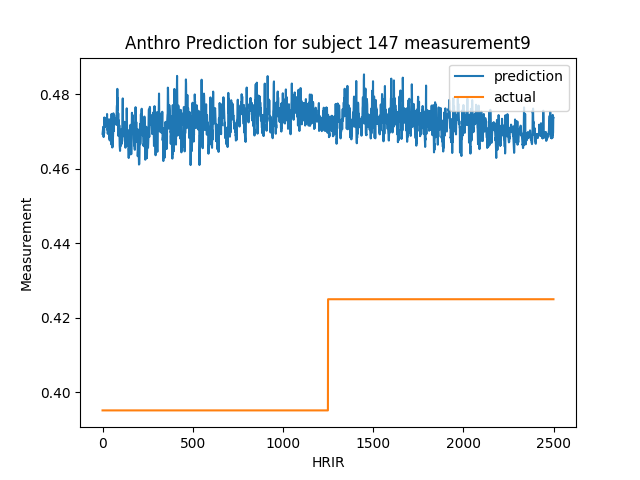 Anthro Prediction for subject 147 measurement9
prediction
actual
0.48
0.46
0.44
0.42
0.40
Measurement
0
500
1000
1500
2000
2500
HRIR